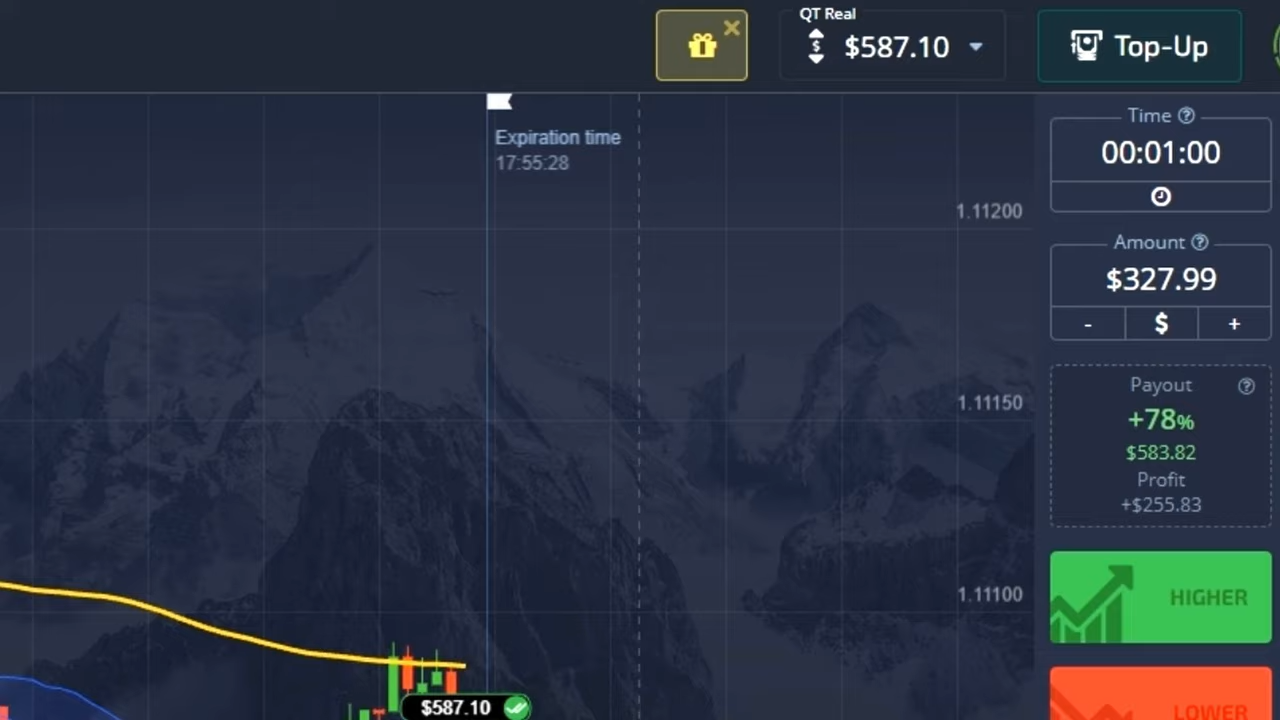 QT Real
$
$587.10
Top-Up
Expiration time
17:55:28
Time ?
00:01:00
1.11200
Amount ?
$327.99
- $ +
1.11150
Payout ?
+78%
$583.82
Profit
+$255.83
1.11100
HIGHER
$587.10
LOWER